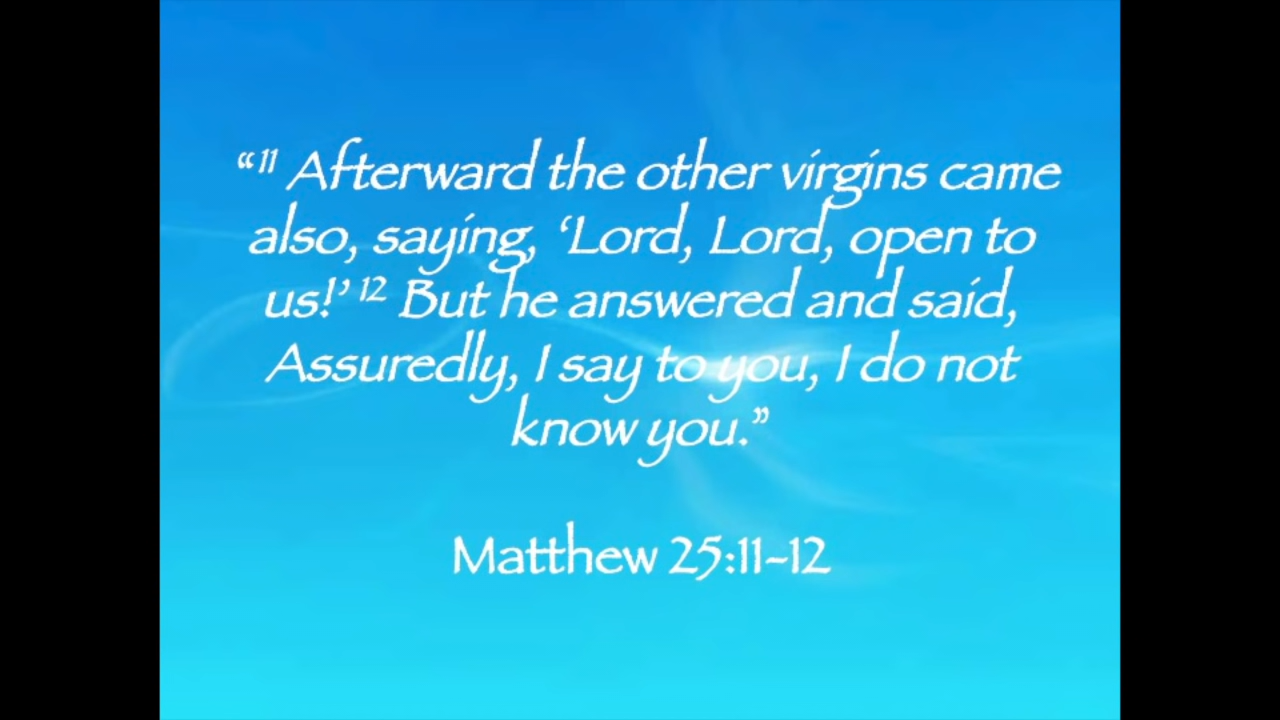 “11 Afterward the other virgins came
also, saying, ‘Lord, Lord, open to
us!’ 12 But he answered and said,
Assuredly, I say to you, I do not
know you.”
Matthew 25:11-12